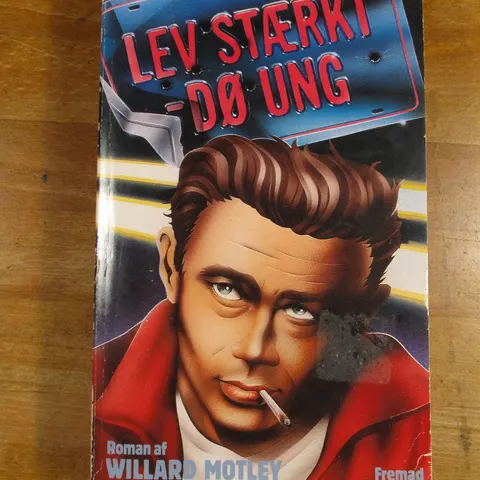 LEV STÆRKT
-DØ UNG
Roman af
WILLARD MOTLEY
Fremad